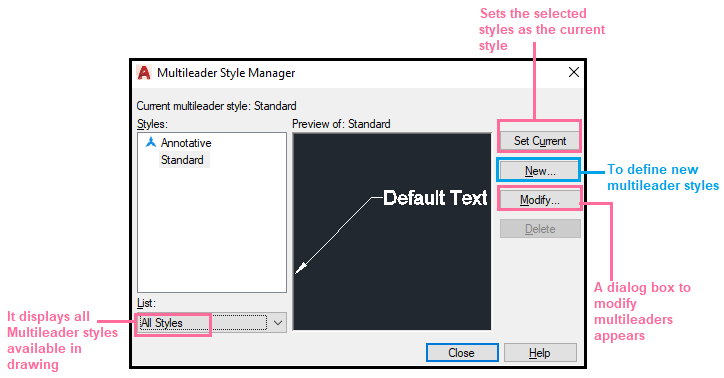 Sets the selected
styles as the current
style
Multileader Style Manager
Current multileader style: Standard
Styles:
Preview of: Standard
Annotative
Standard
Default Text
Set Current
New...
Modify...
Delete
To define new
multileader styles
A dialog box to
modify
multileaders
appears
List:
All Styles
It displays all
Multileader styles
available in
drawing
Close
Help